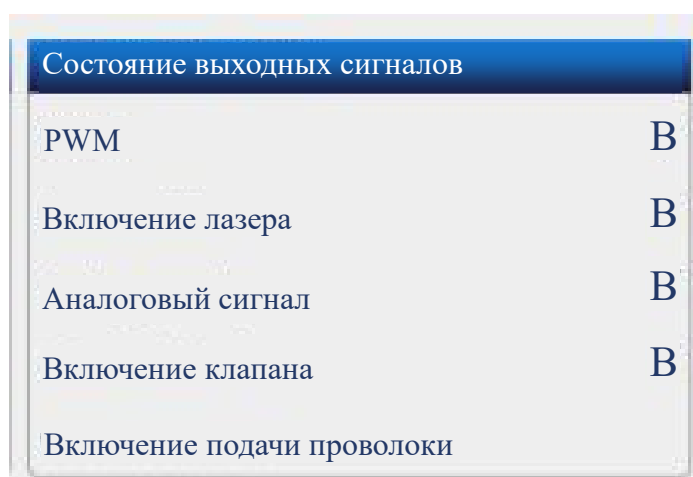 Состояние выходных сигналов
PWM В
Включение лазера В
Аналоговый сигнал В
Включение клапана В
Включение подачи проволоки